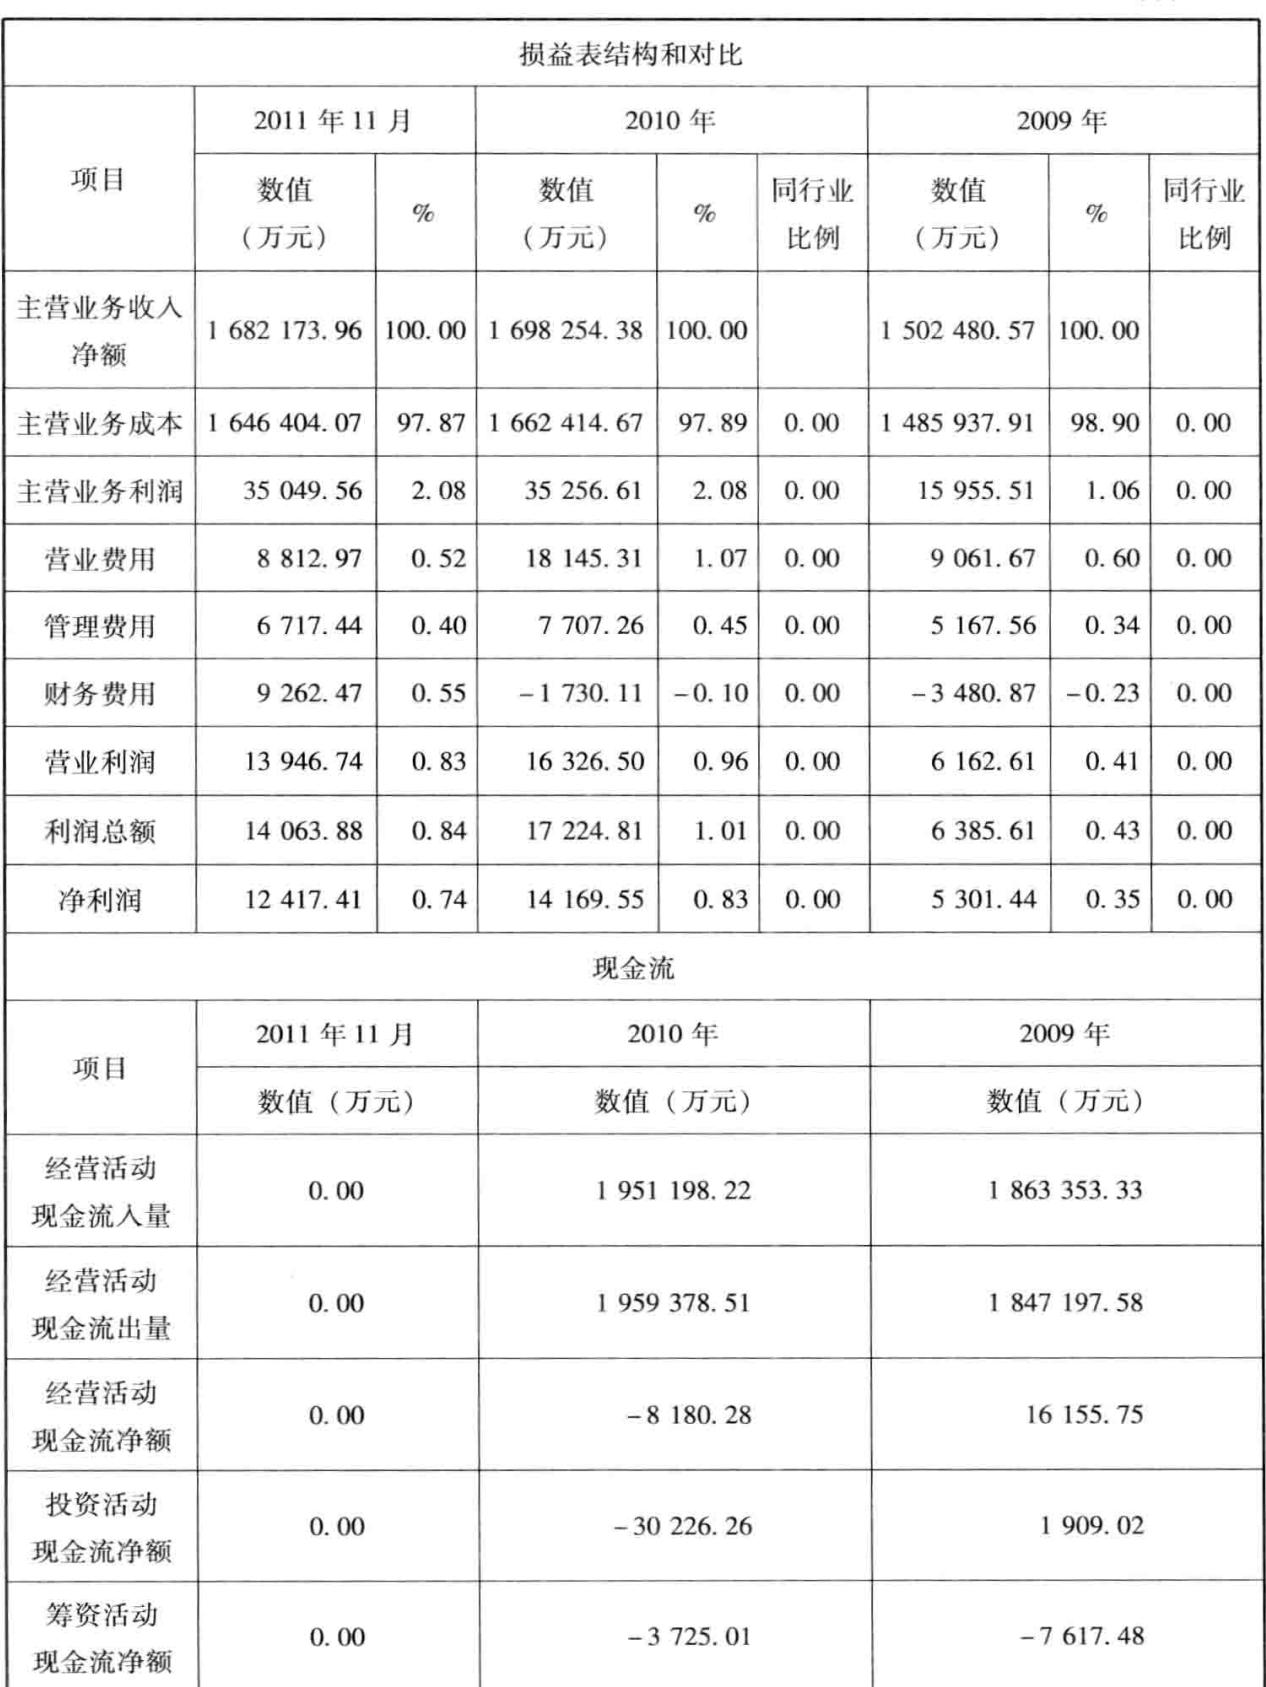 损益表结构和对比
项目 2011 年 11 月 2010 年 2009 年
数值（万元） % 数值（万元） % 同行业比例 数值（万元） % 同行业比例
主营业务收入净额 1 682 173.96 100.00 1 698 254.38 100.00 1 502 480.57 100.00
主营业务成本 1 646 404.07 97.87 1 662 414.67 97.89 0.00 1 485 937.91 98.90 0.00
主营业务利润 35 049.56 2.08 35 256.61 2.08 0.00 15 955.51 1.06 0.00
营业费用 8 812.97 0.52 18 145.31 1.07 0.00 9 061.67 0.60 0.00
管理费用 6 717.44 0.40 7 707.26 0.45 0.00 5 167.56 0.34 0.00
财务费用 9 262.47 0.55 -1 730.11 -0.10 0.00 -3 480.87 -0.23 0.00
营业利润 13 946.74 0.83 16 326.50 0.96 0.00 6 162.61 0.41 0.00
利润总额 14 063.88 0.84 17 224.81 1.01 0.00 6 385.61 0.43 0.00
净利润 12 417.41 0.74 14 169.55 0.83 0.00 5 301.44 0.35 0.00
现金流
项目 2011 年 11 月 2010 年 2009 年
数值（万元） 数值（万元） 数值（万元）
经营活动现金流入量 0.00 1 951 198.22 1 863 353.33
经营活动现金流出量 0.00 1 959 378.51 1 847 197.58
经营活动现金流净额 0.00 -8 180.28 16 155.75
投资活动现金流净额 0.00 -30 226.26 1 909.02
筹资活动现金流净额 0.00 -3 725.01 -7 617.48